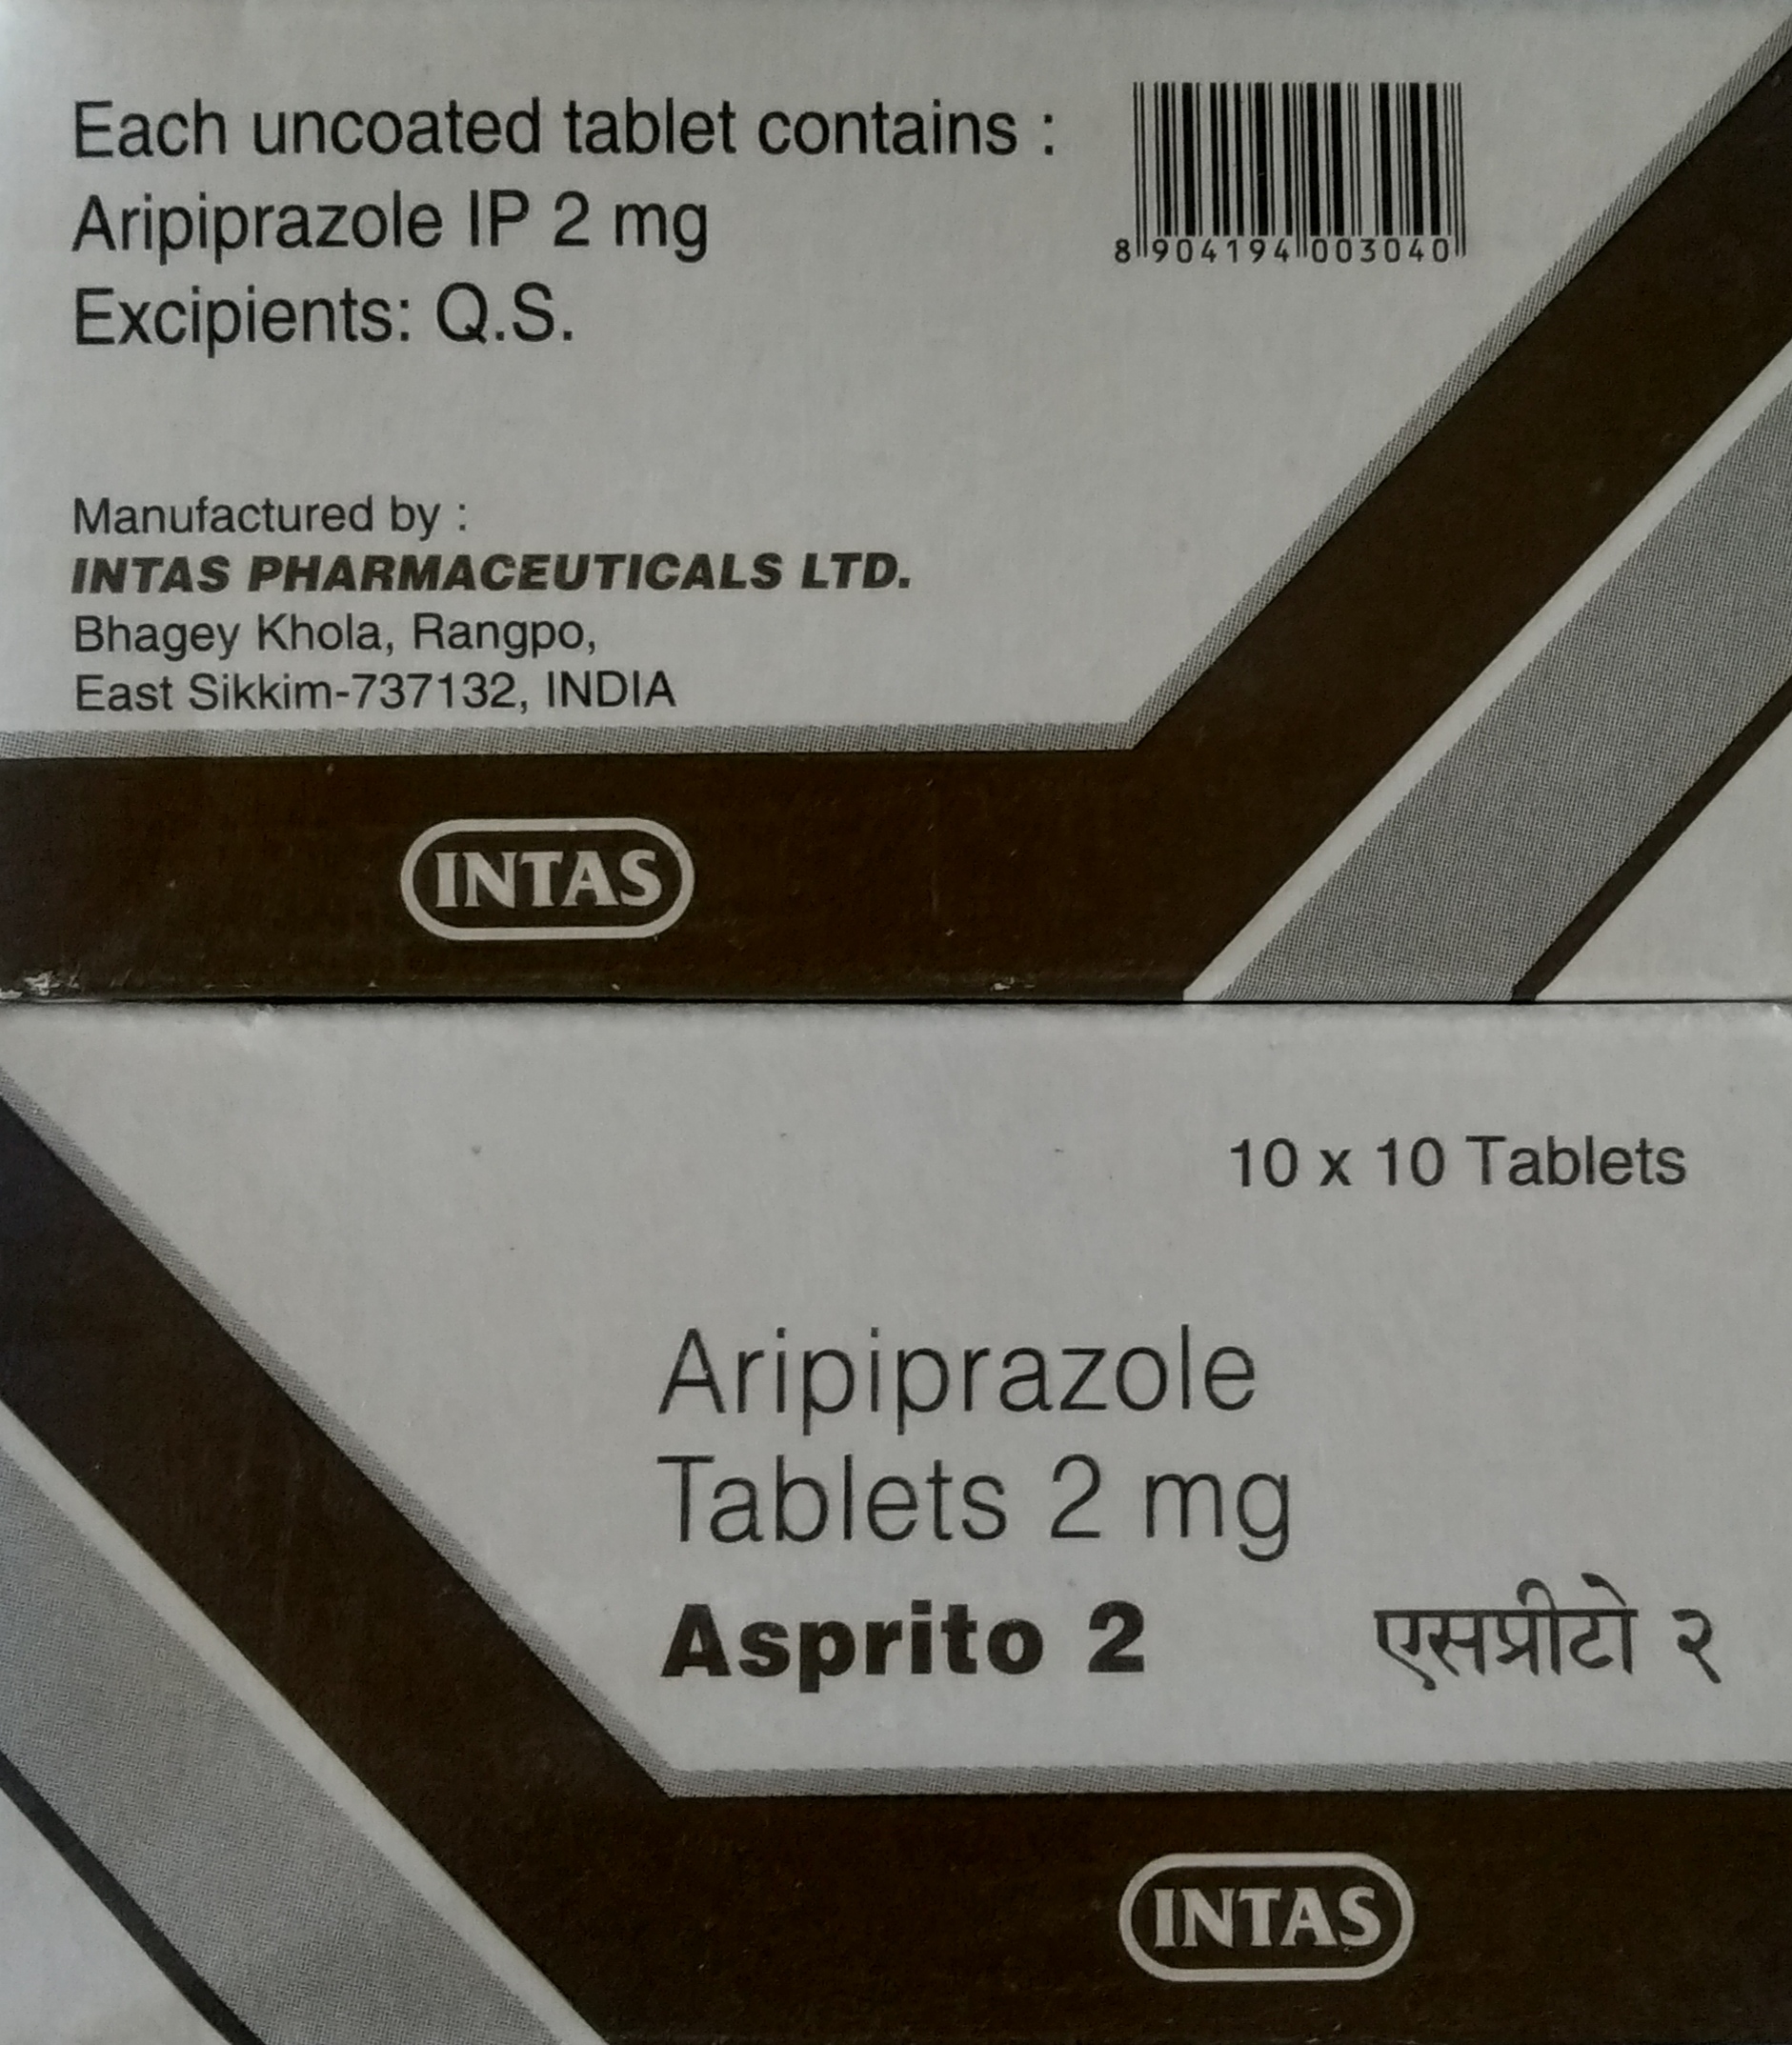 Each uncoated tablet contains :
Aripiprazole IP 2 mg
Excipients: Q.S.
8 904194 003040
Manufactured by :
INTAS PHARMACEUTICALS LTD.
Bhagey Khola, Rangpo,
East Sikkim-737132, INDIA
INTAS
10 x 10 Tablets
Aripiprazole
Tablets 2 mg
Asprito 2 एसप्रीटो २
INTAS